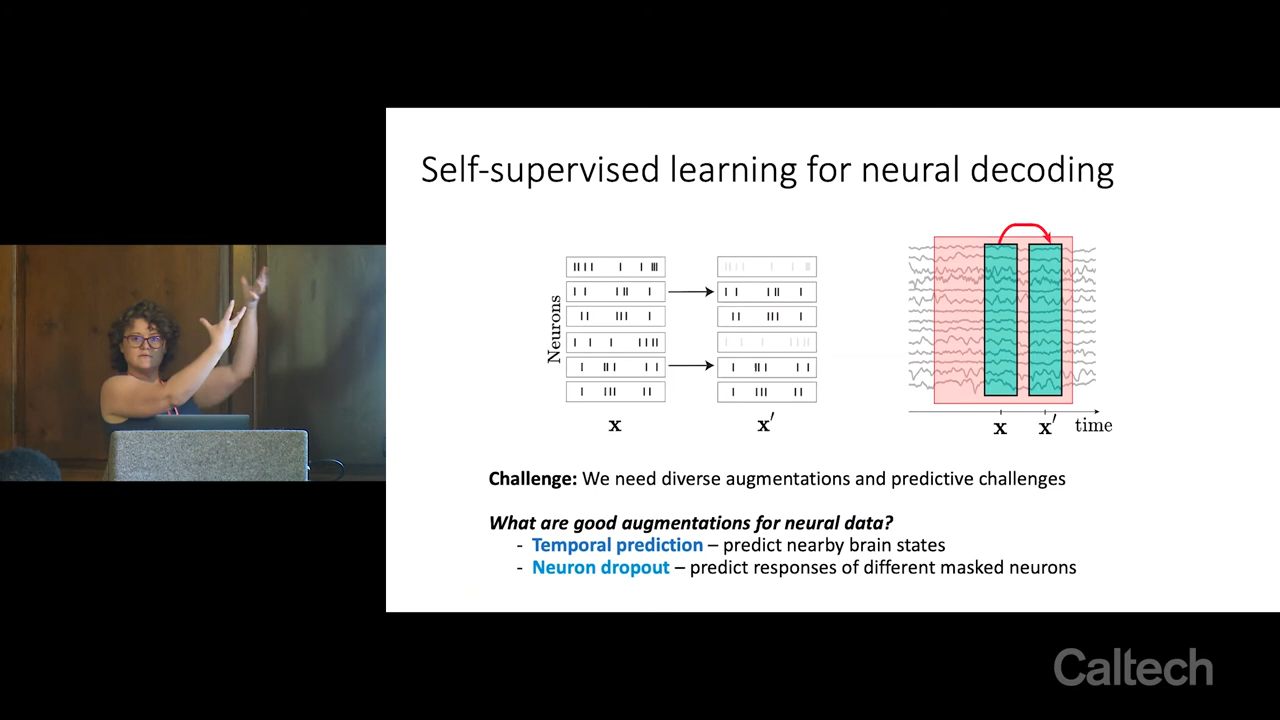 Self-supervised learning for neural decoding
Neurons
x
x′
x
x′
time
Challenge: We need diverse augmentations and predictive challenges
What are good augmentations for neural data?
- Temporal prediction – predict nearby brain states
- Neuron dropout – predict responses of different masked neurons
Caltech